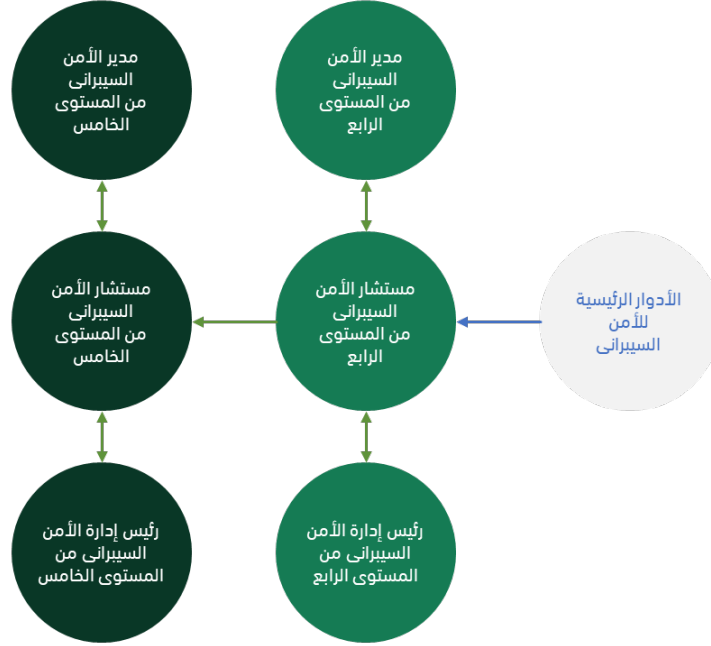 مدير الأمن
السيبراني
من المستوى
الرابع
مدير الأمن
السيبراني
من المستوى
الخامس
الأدوار الرئيسية
للأمن
السيبراني
مستشار الأمن
السيبراني
من المستوى
الرابع
مستشار الأمن
السيبراني
من المستوى
الخامس
رئيس إدارة الأمن
السيبراني من
المستوى الرابع
رئيس إدارة الأمن
السيبراني من
المستوى الخامس